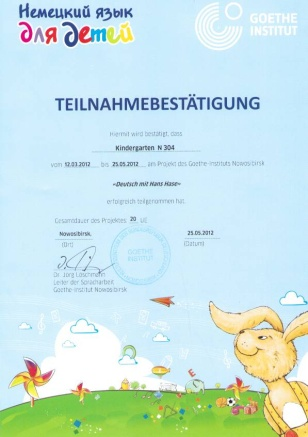 Немецкий язык
для детей
GOETHE
INSTITUT
TEILNAHMEBESTÄTIGUNG
Hiermit wird bestätigt, dass
Kindergarten N 304
vom 12.03.2012 bis 25.05.2012 am Projekt des Goethe-Instituts Nowosibirsk
«Deutsch mit Hans Hase»
erfolgreich teilgenommen hat.
Gesamtdauer des Projektes 20 UE
Nowosibirsk, 25.05.2012
(Ort) (Datum)
GOETHE
INSTITUT
Dr. Jörg Löschmann
Leiter der Spracharbeit
Goethe-Institut Nowosibirsk